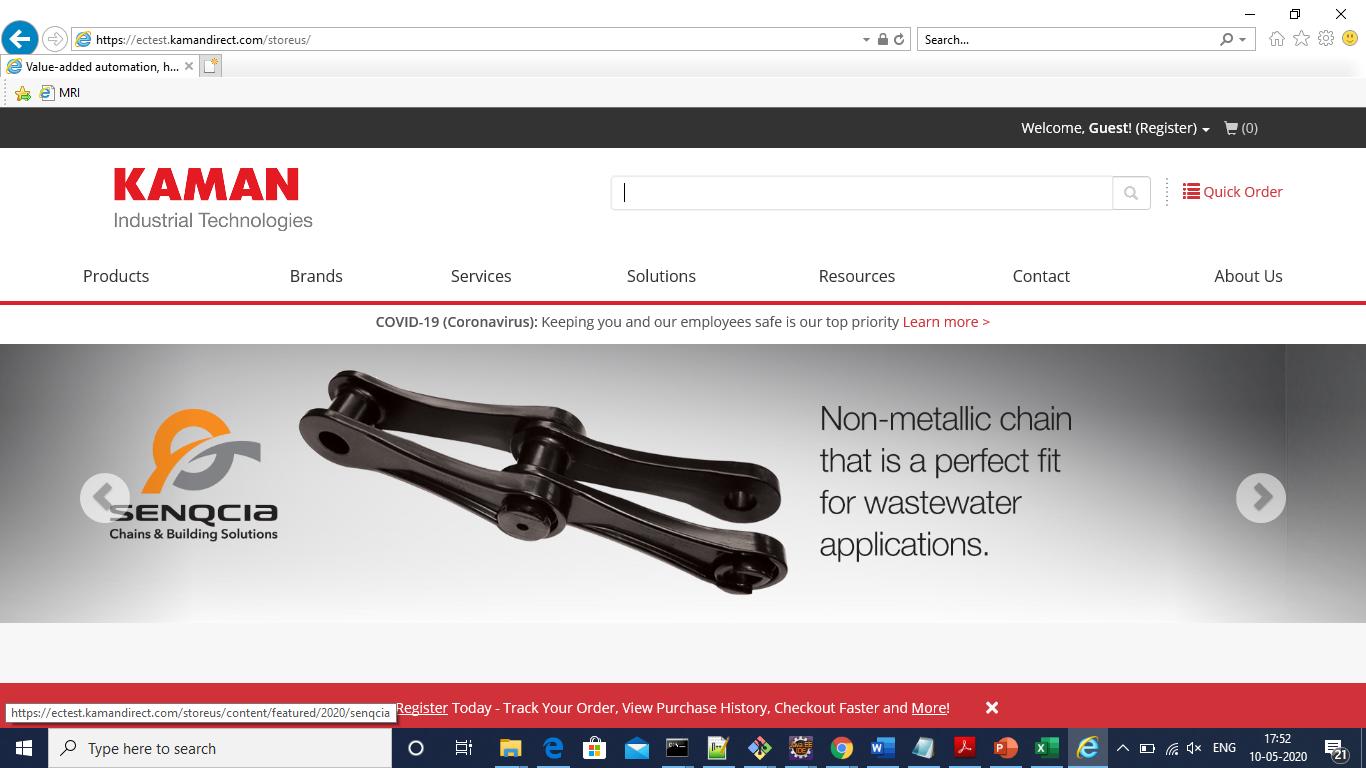 https://ectest.kamandirect.com/storeus/
Search...
Value-added automation, h...
MRI
Welcome, Guest! (Register)
(0)
KAMAN
Industrial Technologies
Quick Order
Products Brands Services Solutions Resources Contact About Us
COVID-19 (Coronavirus): Keeping you and our employees safe is our top priority Learn more >
SENQCIA
Chains & Building Solutions
Non-metallic chain
that is a perfect fit
for wastewater
applications.
Register Today - Track Your Order, View Purchase History, Checkout Faster and More!
https://ectest.kamandirect.com/storeus/content/featured/2020/senqcia
Type here to search
ENG
17:52
10-05-2020
21